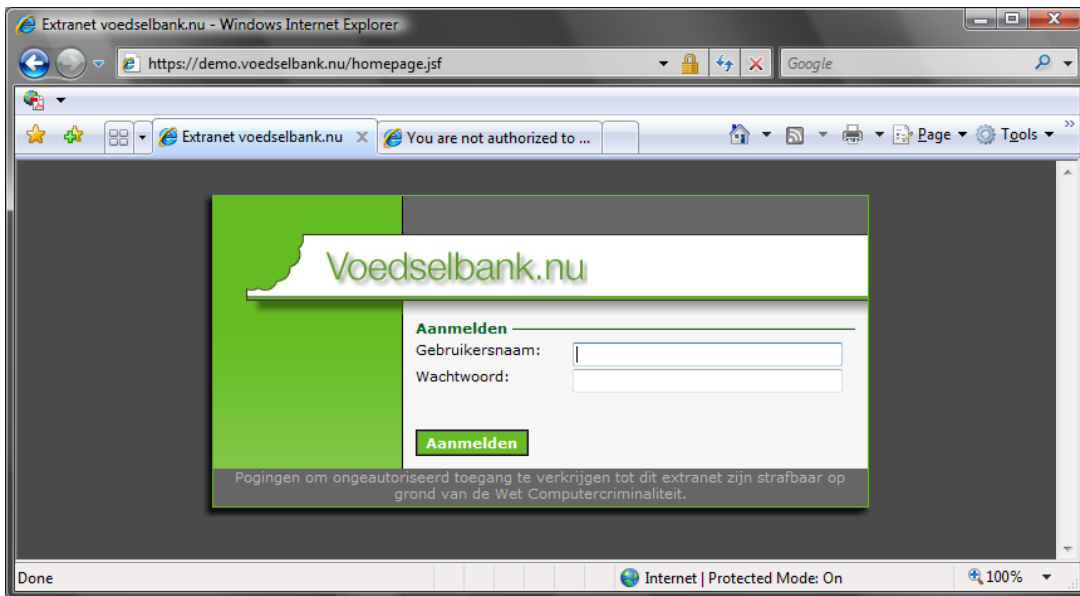 Extranet voedselbank.nu - Windows Internet Explorer
https://demo.voedselbank.nu/homepage.jsf
Google
Extranet voedselbank.nu
You are not authorized to ...
Page
Tools
Voedselbank.nu
Aanmelden
Gebruikersnaam:
Wachtwoord:
Aanmelden
Pogingen om ongeautoriseerd toegang te verkrijgen tot dit extranet zijn strafbaar op
grond van de Wet Computercriminaliteit.
Done
Internet | Protected Mode: On
100%